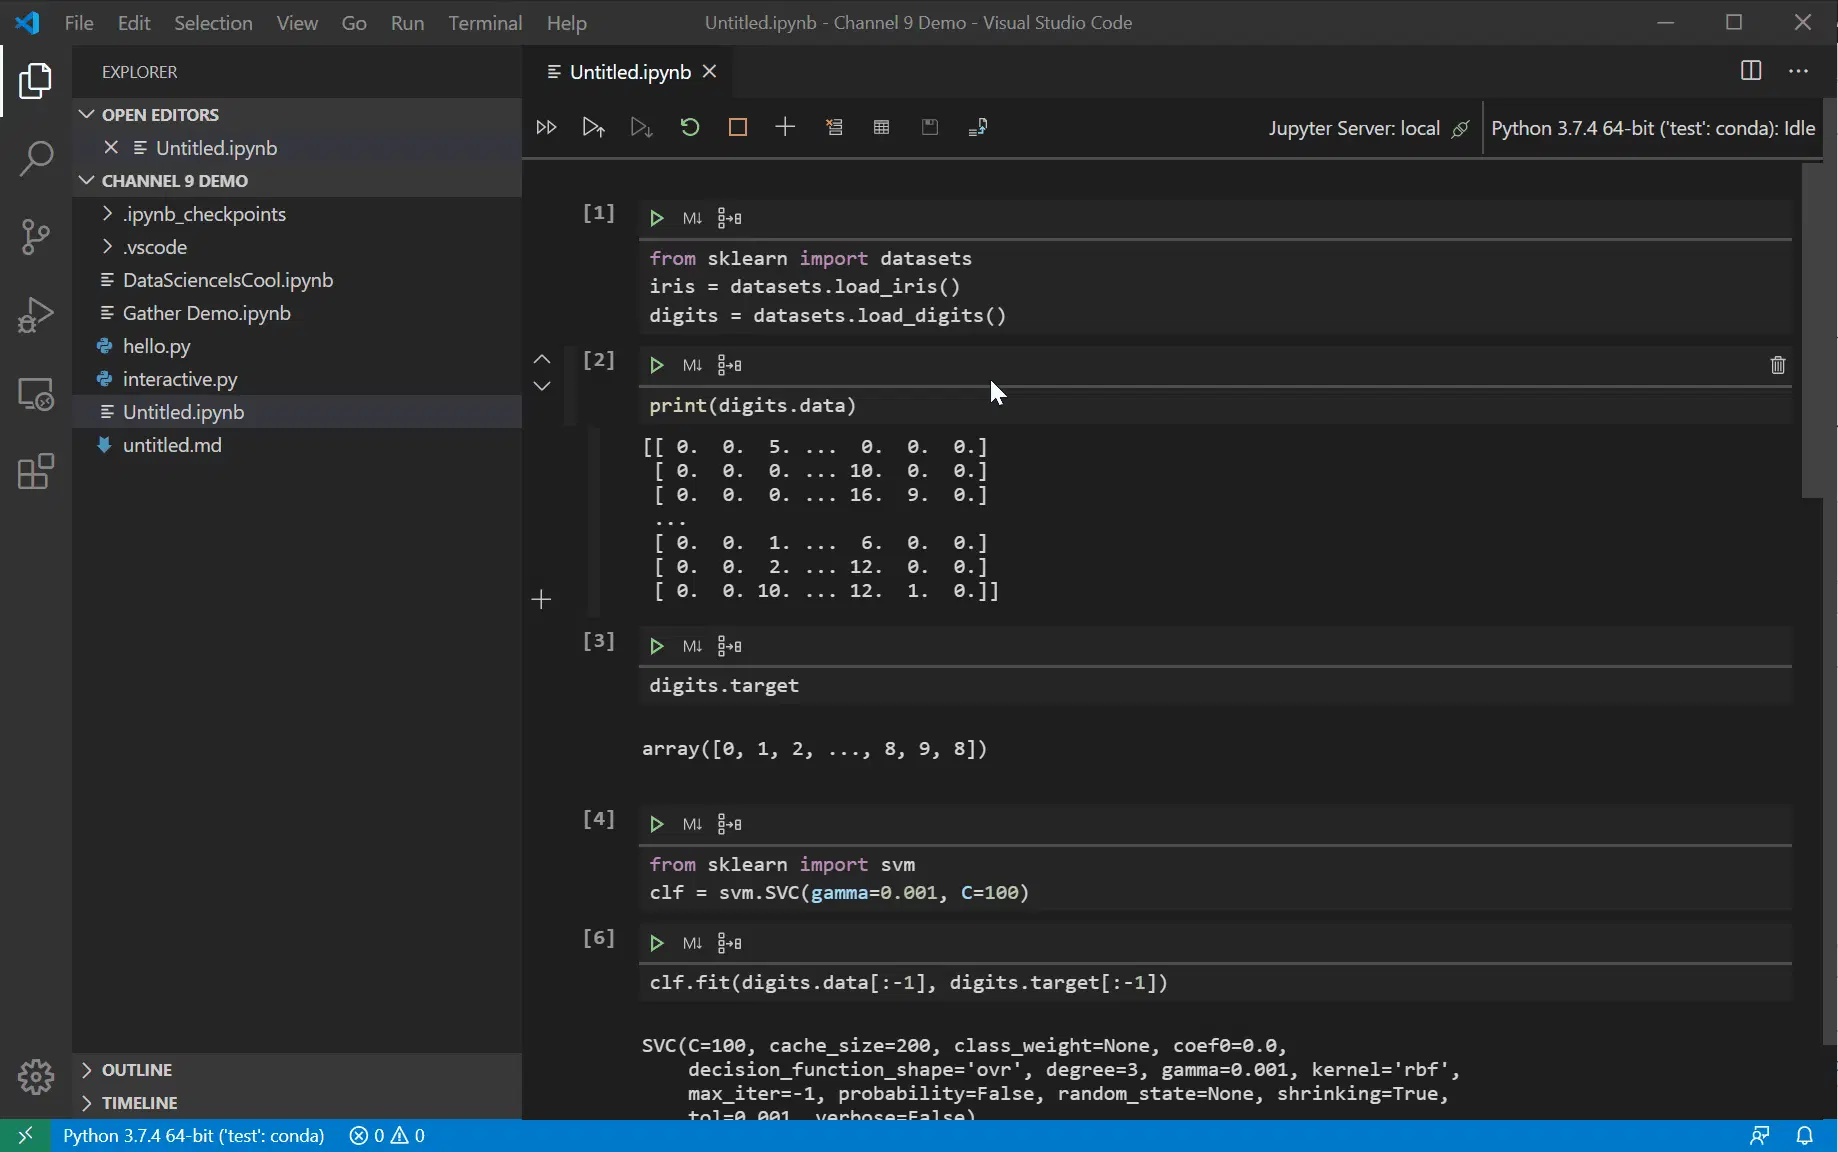 File Edit Selection View Go Run Terminal Help Untitled.ipynb - Channel 9 Demo - Visual Studio Code
EXPLORER
Untitled.ipynb
OPEN EDITORS
Untitled.ipynb
CHANNEL 9 DEMO
.ipynb_checkpoints
.vscode
DataScienceIsCool.ipynb
Gather Demo.ipynb
hello.py
interactive.py
Untitled.ipynb
untitled.md
OUTLINE
TIMELINE
Jupyter Server: local Python 3.7.4 64-bit ('test': conda): Idle
[1] M↓
from sklearn import datasets
iris = datasets.load_iris()
digits = datasets.load_digits()
[2] M↓
print(digits.data)
[[ 0. 0. 5. ... 0. 0. 0.]
[ 0. 0. 0. ... 10. 0. 0.]
[ 0. 0. 0. ... 16. 9. 0.]
...
[ 0. 0. 1. ... 6. 0. 0.]
[ 0. 0. 2. ... 12. 0. 0.]
[ 0. 0. 10. ... 12. 1. 0.]]
[3] M↓
digits.target
array([0, 1, 2, ..., 8, 9, 8])
[4] M↓
from sklearn import svm
clf = svm.SVC(gamma=0.001, C=100)
[6] M↓
clf.fit(digits.data[:-1], digits.target[:-1])
SVC(C=100, cache_size=200, class_weight=None, coef0=0.0,
decision_function_shape='ovr', degree=3, gamma=0.001, kernel='rbf',
max_iter=-1, probability=False, random_state=None, shrinking=True,
tol=0.001, verbose=False)
Python 3.7.4 64-bit ('test': conda) 0 0